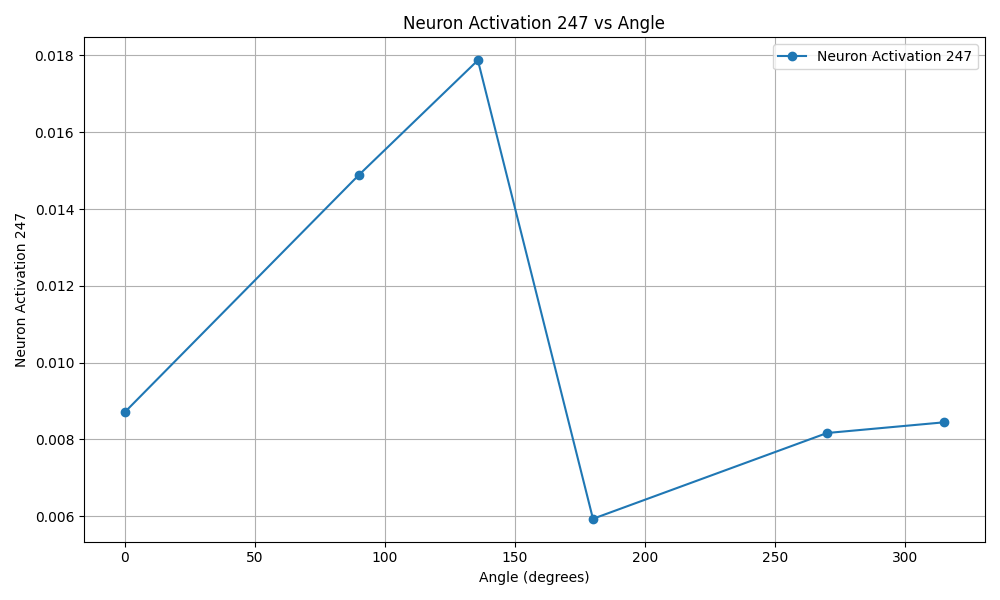 Neuron Activation 247 vs Angle
Neuron Activation 247
0.018
0.016
0.014
0.012
0.010
0.008
0.006
Neuron Activation 247
0 50 100 150 200 250 300
Angle (degrees)